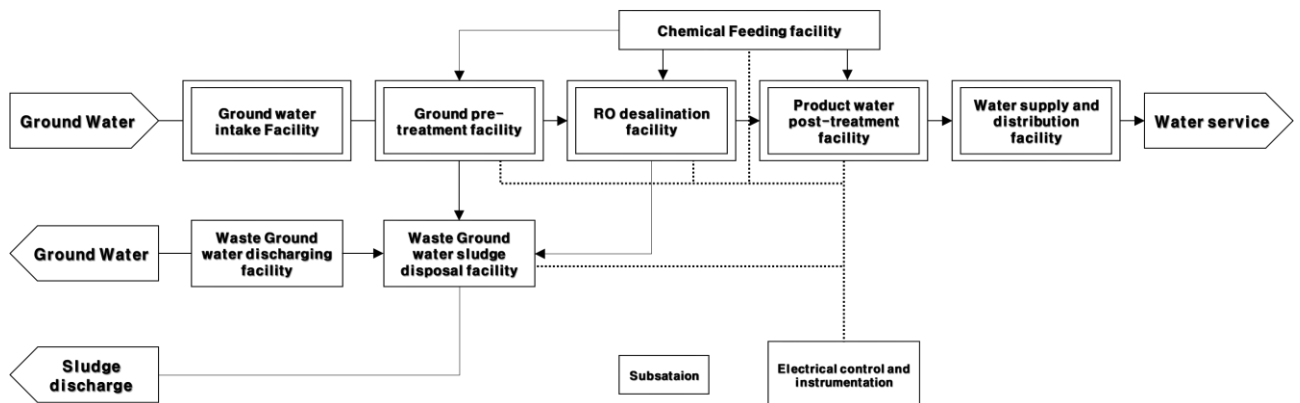 Chemical Feeding facility
Ground Water
Ground water
intake Facility
Ground pre-
treatment facility
RO desalination
facility
Product water
post-treatment
facility
Water supply and
distribution
facility
Water service
Ground Water
Waste Ground
water discharging
facility
Waste Ground
water sludge
disposal facility
Sludge
discharge
Subsataion
Electrical control and
instrumentation